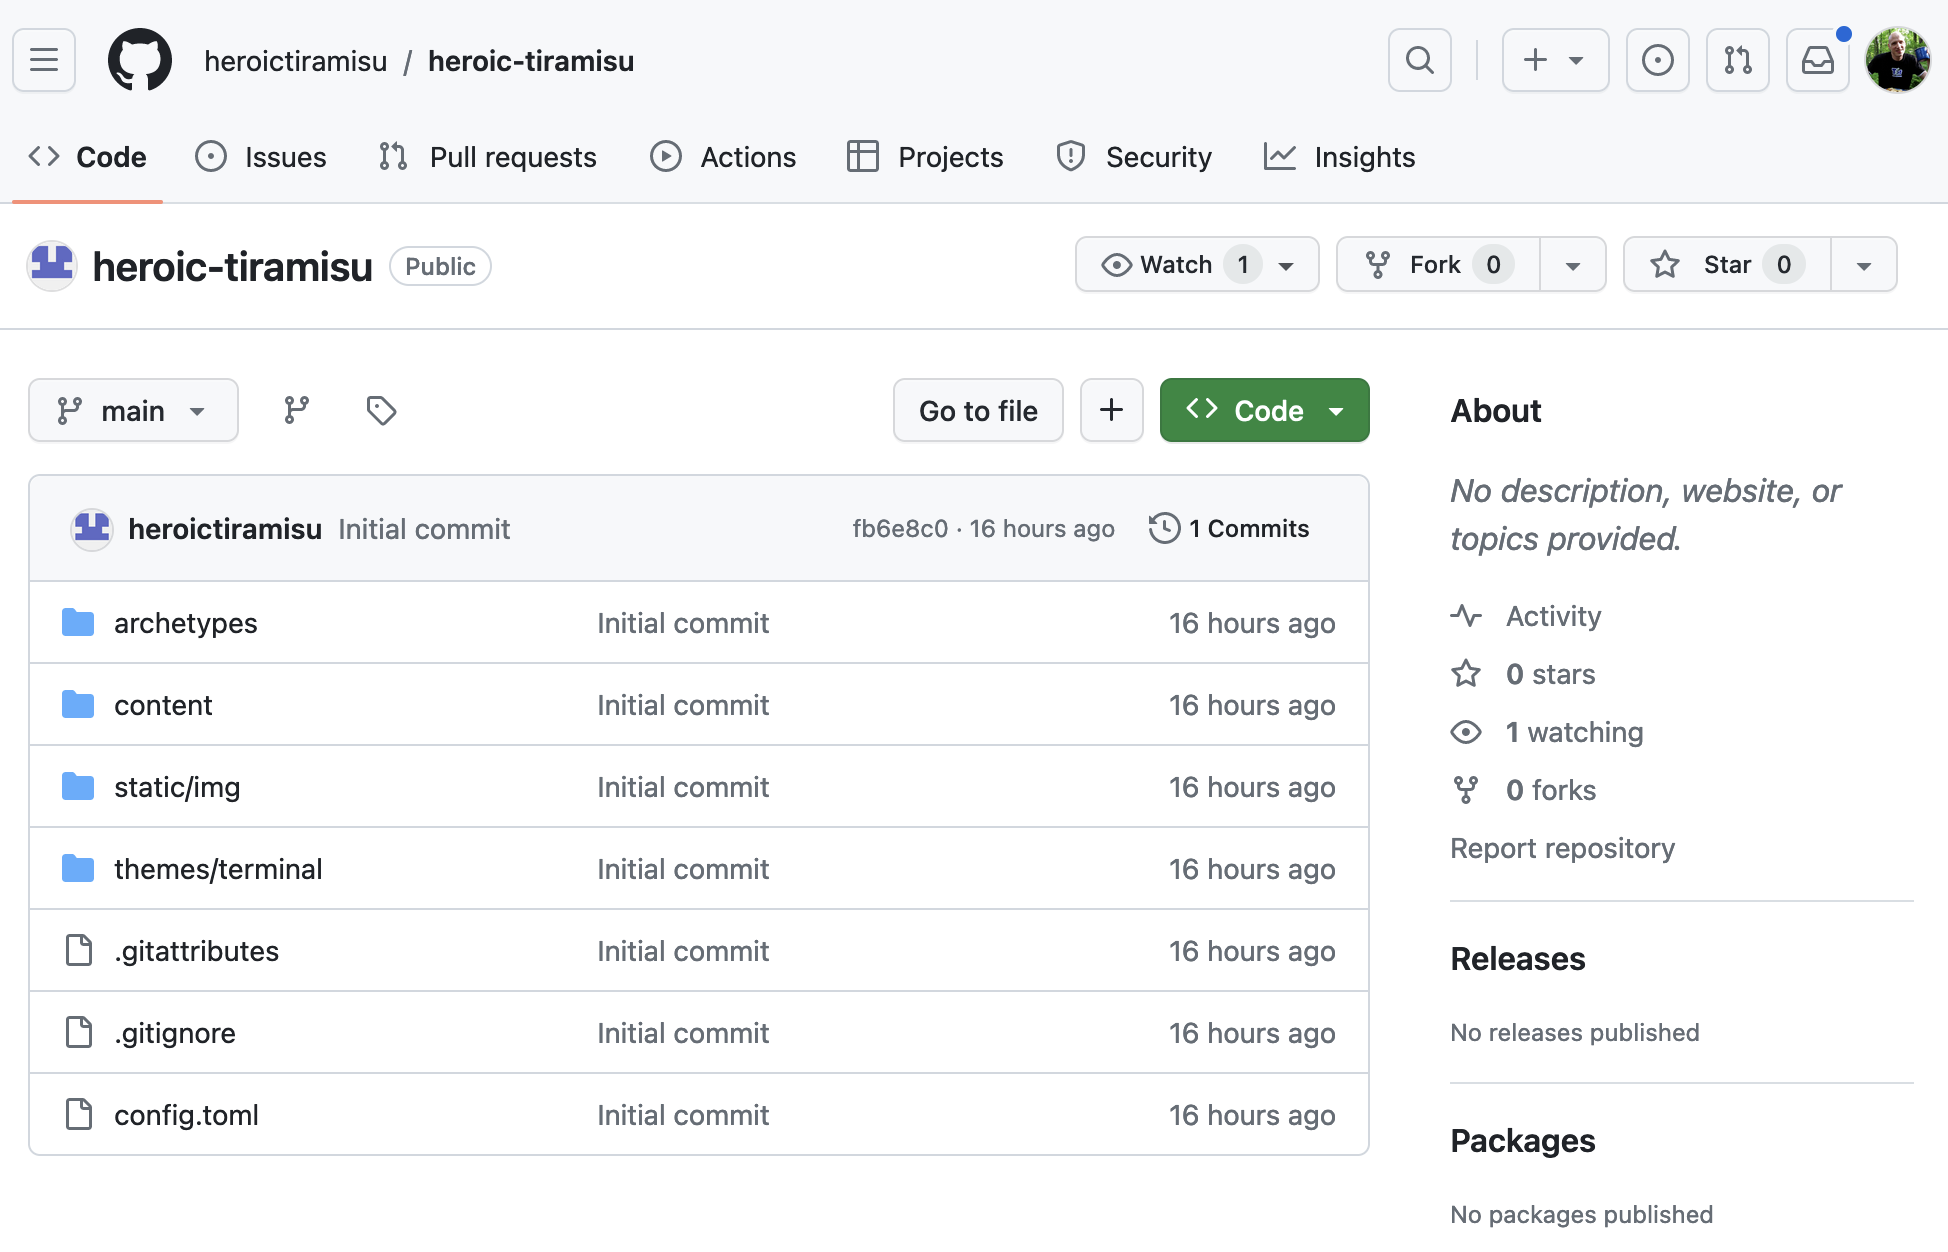 heroictiramisu / heroic-tiramisu
Code Issues Pull requests Actions Projects Security Insights
heroic-tiramisu Public Watch 1 Fork 0 Star 0
main Go to file Code
heroictiramisu Initial commit fb6e8c0 · 16 hours ago 1 Commits
archetypes Initial commit 16 hours ago
content Initial commit 16 hours ago
static/img Initial commit 16 hours ago
themes/terminal Initial commit 16 hours ago
.gitattributes Initial commit 16 hours ago
.gitignore Initial commit 16 hours ago
config.toml Initial commit 16 hours ago
About
No description, website, or
topics provided.
Activity
0 stars
1 watching
0 forks
Report repository
Releases
No releases published
Packages
No packages published